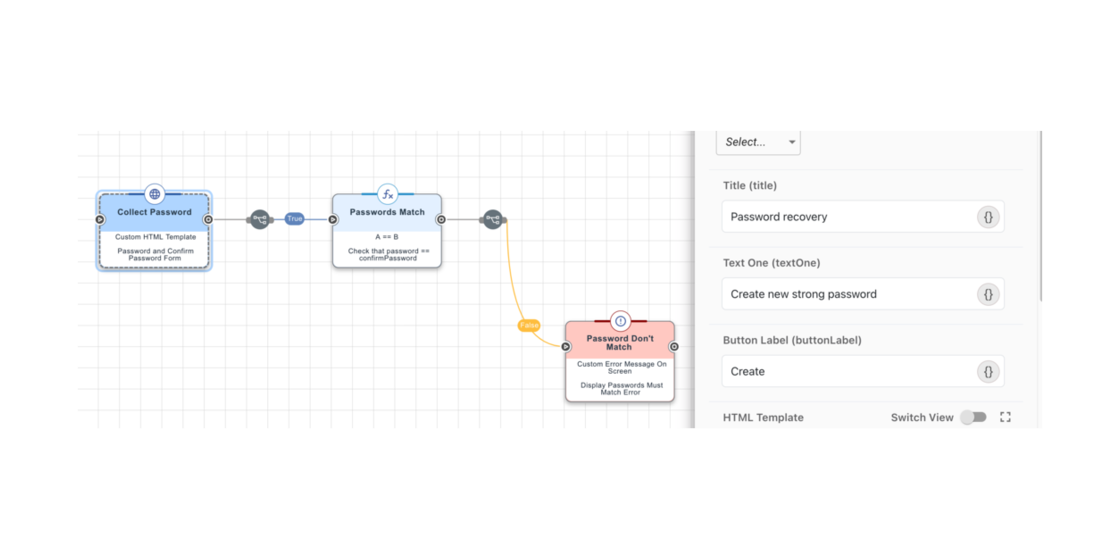 Collect Password
Custom HTML Template
Password and Confirm
Password Form
True
fx
Passwords Match
A == B
Check that password ==
confirmPassword
False
Password Don't
Match
Custom Error Message On
Screen
Display Passwords Must
Match Error
Select...
Title (title)
Password recovery
{}
Text One (textOne)
Create new strong password
{}
Button Label (buttonLabel)
Create
{}
HTML Template
Switch View